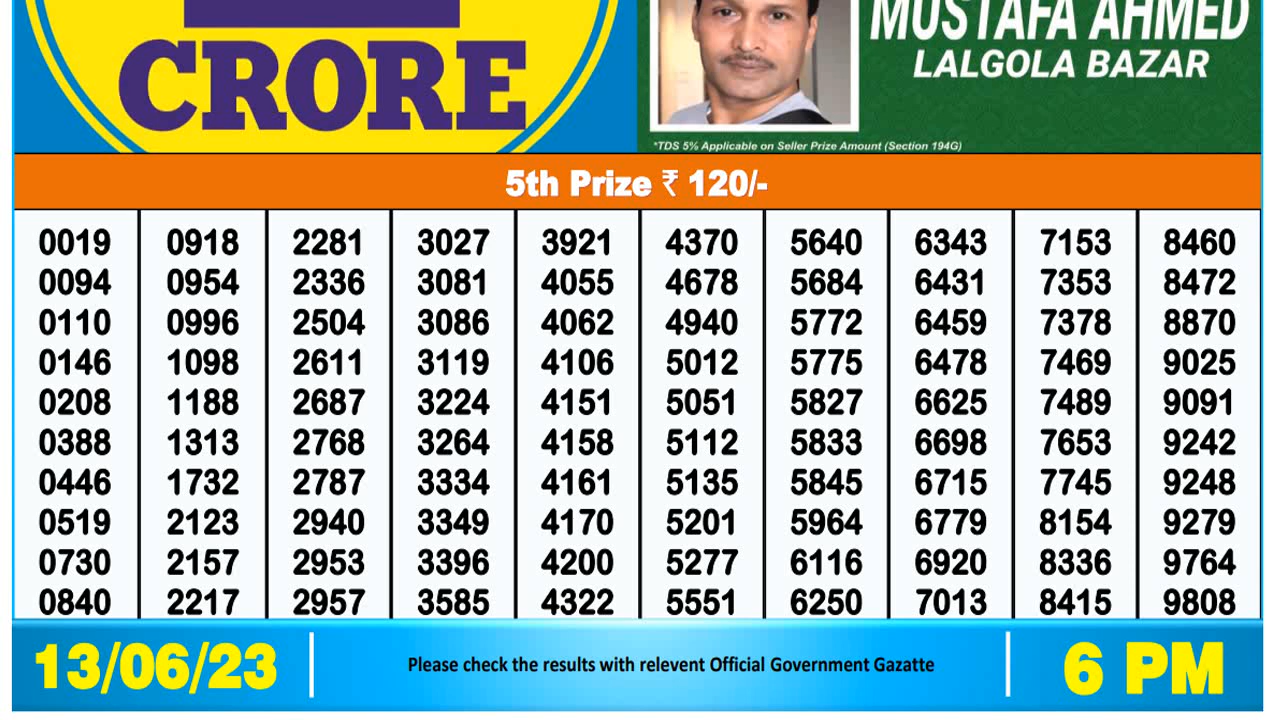 CRORE
MUSTAFA AHMED
LALGOLA BAZAR
*TDS 5% Applicable on Seller Prize Amount (Section 194G)
5th Prize ₹ 120/-
0019 0918 2281 3027 3921 4370 5640 6343 7153 8460
0094 0954 2336 3081 4055 4678 5684 6431 7353 8472
0110 0996 2504 3086 4062 4940 5772 6459 7378 8870
0146 1098 2611 3119 4106 5012 5775 6478 7469 9025
0208 1188 2687 3224 4151 5051 5827 6625 7489 9091
0388 1313 2768 3264 4158 5112 5833 6698 7653 9242
0446 1732 2787 3334 4161 5135 5845 6715 7745 9248
0519 2123 2940 3349 4170 5201 5964 6779 8154 9279
0730 2157 2953 3396 4200 5277 6116 6920 8336 9764
0840 2217 2957 3585 4322 5551 6250 7013 8415 9808
13/06/23
Please check the results with relevent Official Government Gazatte
6 PM